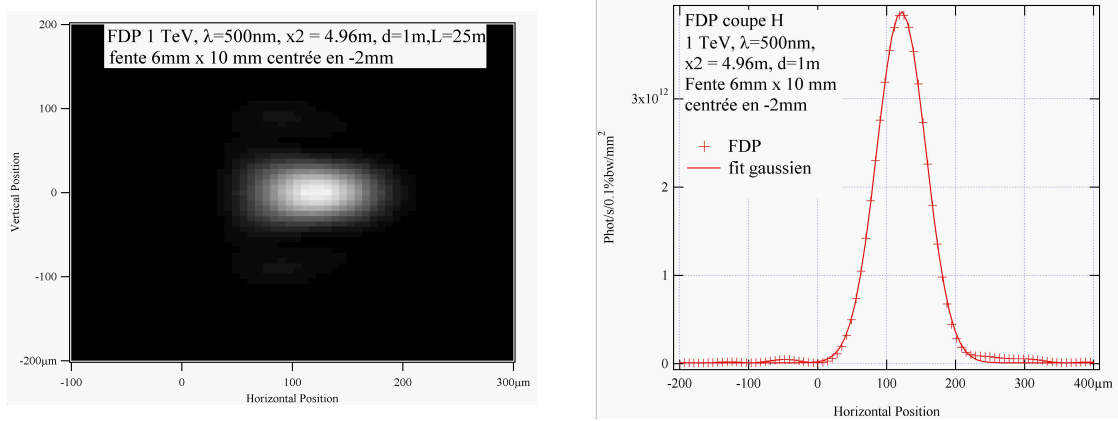 FDP 1 TeV, λ=500nm, x2 = 4.96m, d=1m,L=25m
fente 6mm x 10 mm centrée en -2mm
Vertical Position
200
100
0
-100
-200µm
-100
0
100
200
300µm
Horizontal Position
FDP coupe H
1 TeV, λ=500nm,
x2 = 4.96m, d=1m
Fente 6mm x 10 mm
centrée en -2mm
FDP
fit gaussien
Phot/s/0.1%bw/mm²
3x10¹²
2
1
0
-200
-100
0
100
200
300
400µm
Horizontal Position